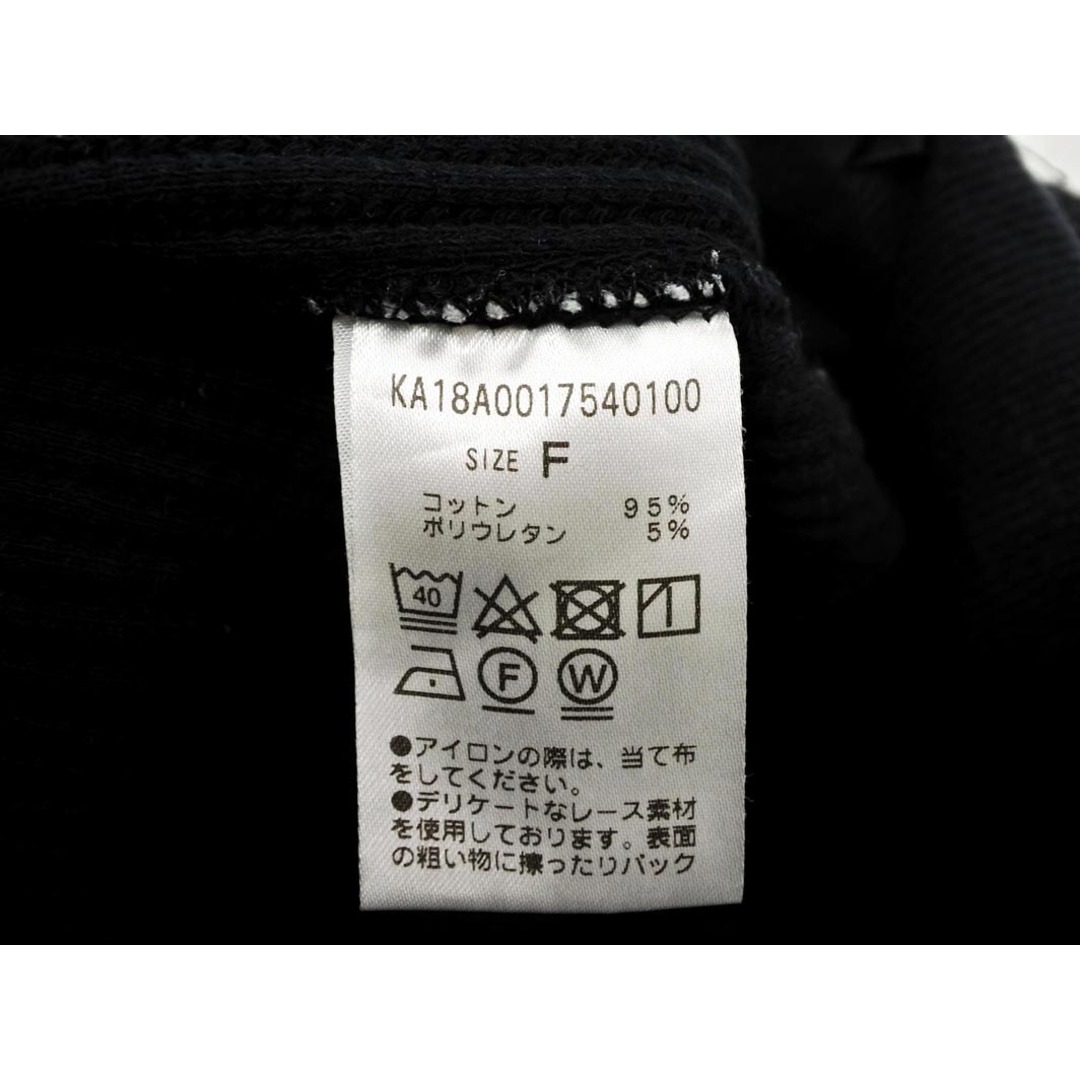 KA18A0017540100
SIZE F
コットン 95%
ポリウレタン 5%
40
F W
●アイロンの際は、当て布
をしてください。
●デリケートなレース素材
を使用しております。表面
の粗い物に擦ったりバック